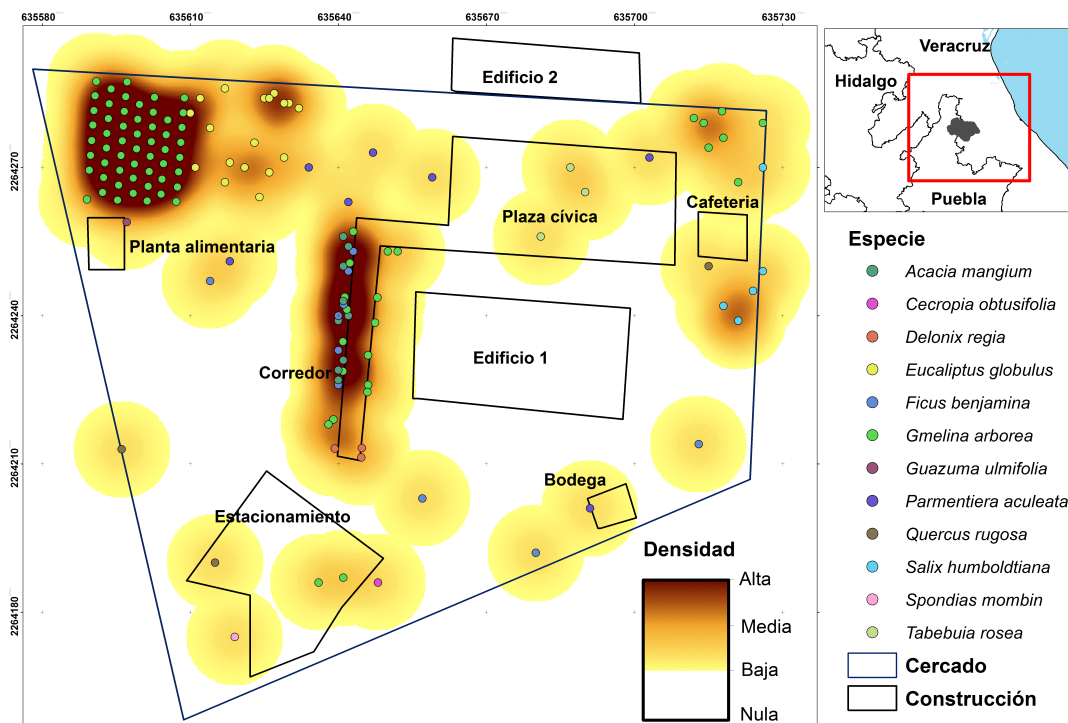 635580
635610
635640
635670
635700
635730
2264270
2264240
2264210
2264180
Edificio 2
Planta alimentaria
Plaza cívica
Cafeteria
Corredor
Edificio 1
Bodega
Estacionamiento
Densidad
Alta
Media
Baja
Nula
Veracruz
Hidalgo
Puebla
Especie
Acacia mangium
Cecropia obtusifolia
Delonix regia
Eucaliptus globulus
Ficus benjamina
Gmelina arborea
Guazuma ulmifolia
Parmentiera aculeata
Quercus rugosa
Salix humboldtiana
Spondias mombin
Tabebuia rosea
Cercado
Construcción